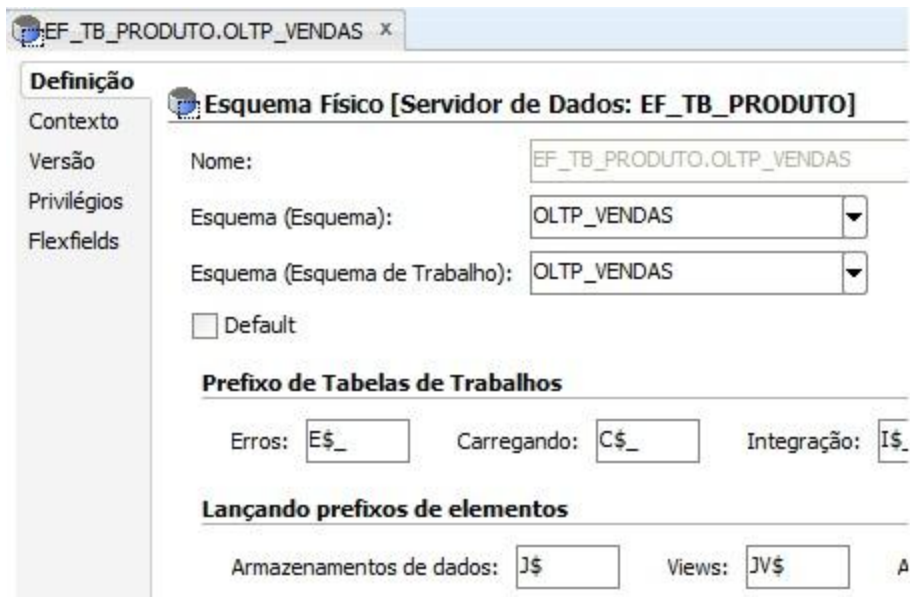 EF_TB_PRODUTO.OLTP_VENDAS x
Definição
Contexto
Versão
Privilégios
Flexfields
Esquema Físico [Servidor de Dados: EF_TB_PRODUTO]
Nome: EF_TB_PRODUTO.OLTP_VENDAS
Esquema (Esquema): OLTP_VENDAS
Esquema (Esquema de Trabalho): OLTP_VENDAS
Default
Prefixo de Tabelas de Trabalhos
Erros: E$_ Carregando: C$_ Integração: I$_
Lançando prefixos de elementos
Armazenamentos de dados: J$ Views: JV$